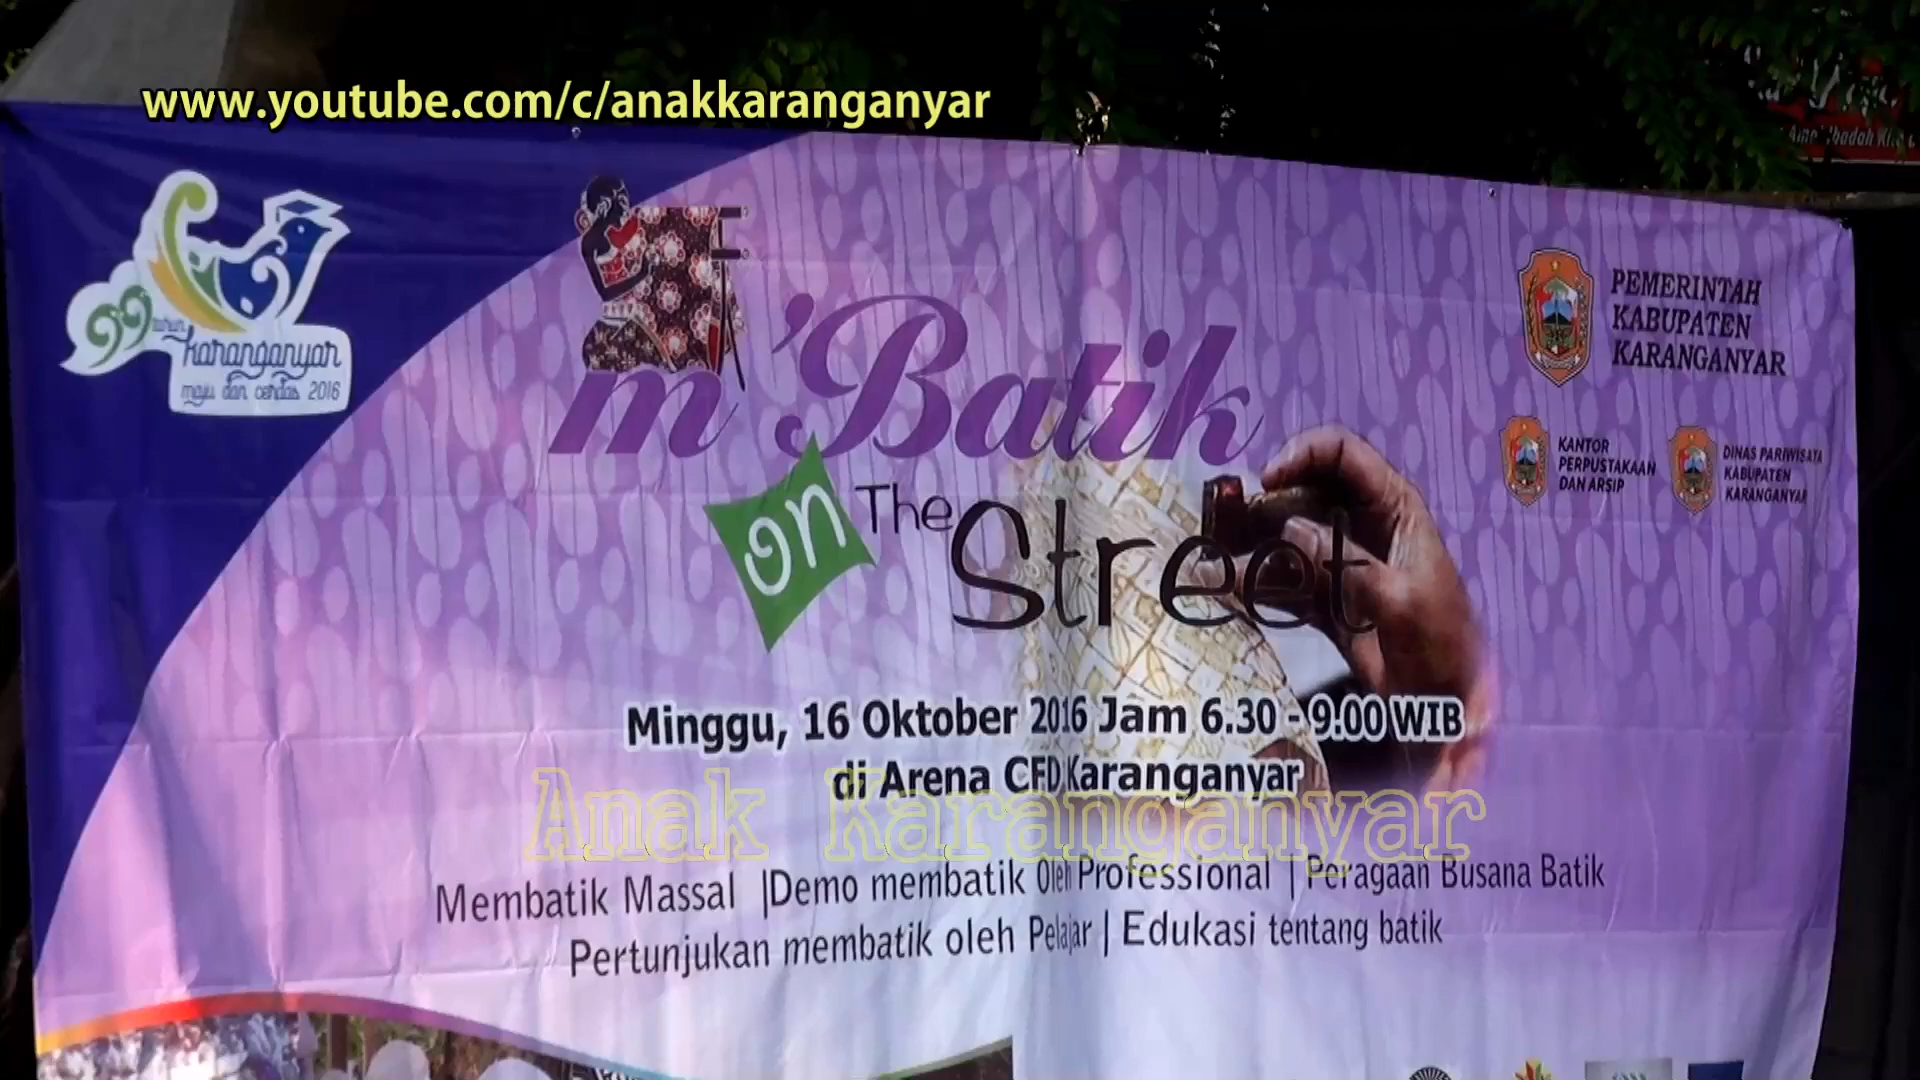 www.youtube.com/c/anakkaranganyar
99 tahun
karanganyar
maju dan cerdas 2016
m'Batik
on The Street
PEMERINTAH
KABUPATEN
KARANGANYAR
KANTOR
PERPUSTAKAAN
DAN ARSIP
DINAS PARIWISATA
KABUPATEN
KARANGANYAR
Minggu, 16 Oktober 2016 Jam 6.30 - 9.00 WIB
di Arena CFD Karanganyar
Anak Karanganyar
Membatik Massal |Demo membatik Oleh Professional | Peragaan Busana Batik
Pertunjukan membatik oleh Pelajar | Edukasi tentang batik